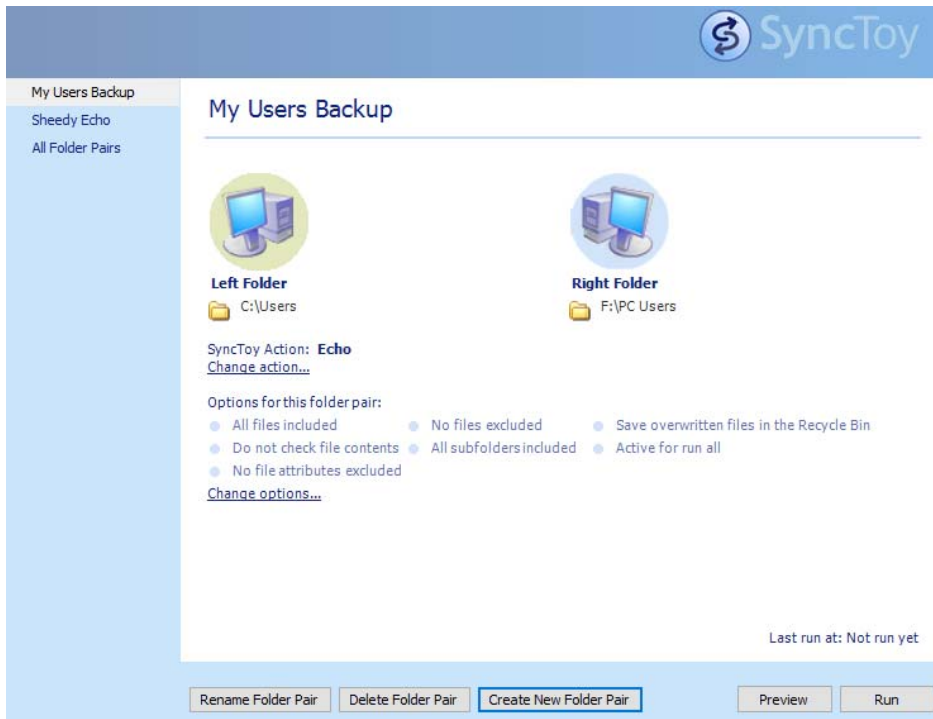 SyncToy
My Users Backup
Sheedy Echo
All Folder Pairs
My Users Backup
Left Folder
C:\Users
Right Folder
F:\PC Users
SyncToy Action: Echo
Change action...
Options for this folder pair:
All files included
No files excluded
Save overwritten files in the Recycle Bin
Do not check file contents
All subfolders included
Active for run all
No file attributes excluded
Change options...
Last run at: Not run yet
Rename Folder Pair
Delete Folder Pair
Create New Folder Pair
Preview
Run